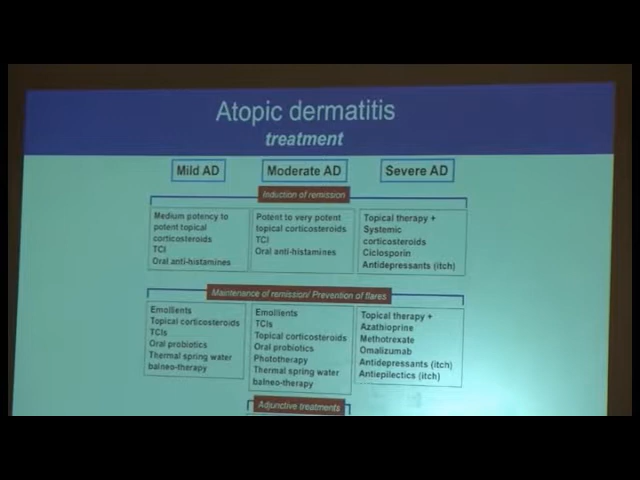 Atopic dermatitis
treatment
Mild AD
Moderate AD
Severe AD
Induction of remission
Medium potency to
potent topical
corticosteroids
TCI
Oral anti-histamines
Potent to very potent
topical corticosteroids
TCI
Oral anti-histamines
Topical therapy +
Systemic
corticosteroids
Ciclosporin
Antidepressants (itch)
Maintenance of remission/ Prevention of flares
Emollients
Topical corticosteroids
TCIs
Oral probiotics
Thermal spring water
balneo-therapy
Emollients
TCIs
Topical corticosteroids
Oral probiotics
Phototherapy
Thermal spring water
balneo-therapy
Topical therapy +
Azathioprine
Methotrexate
Omalizumab
Antidepressants (itch)
Antiepilectics (itch)
Adjunctive treatments